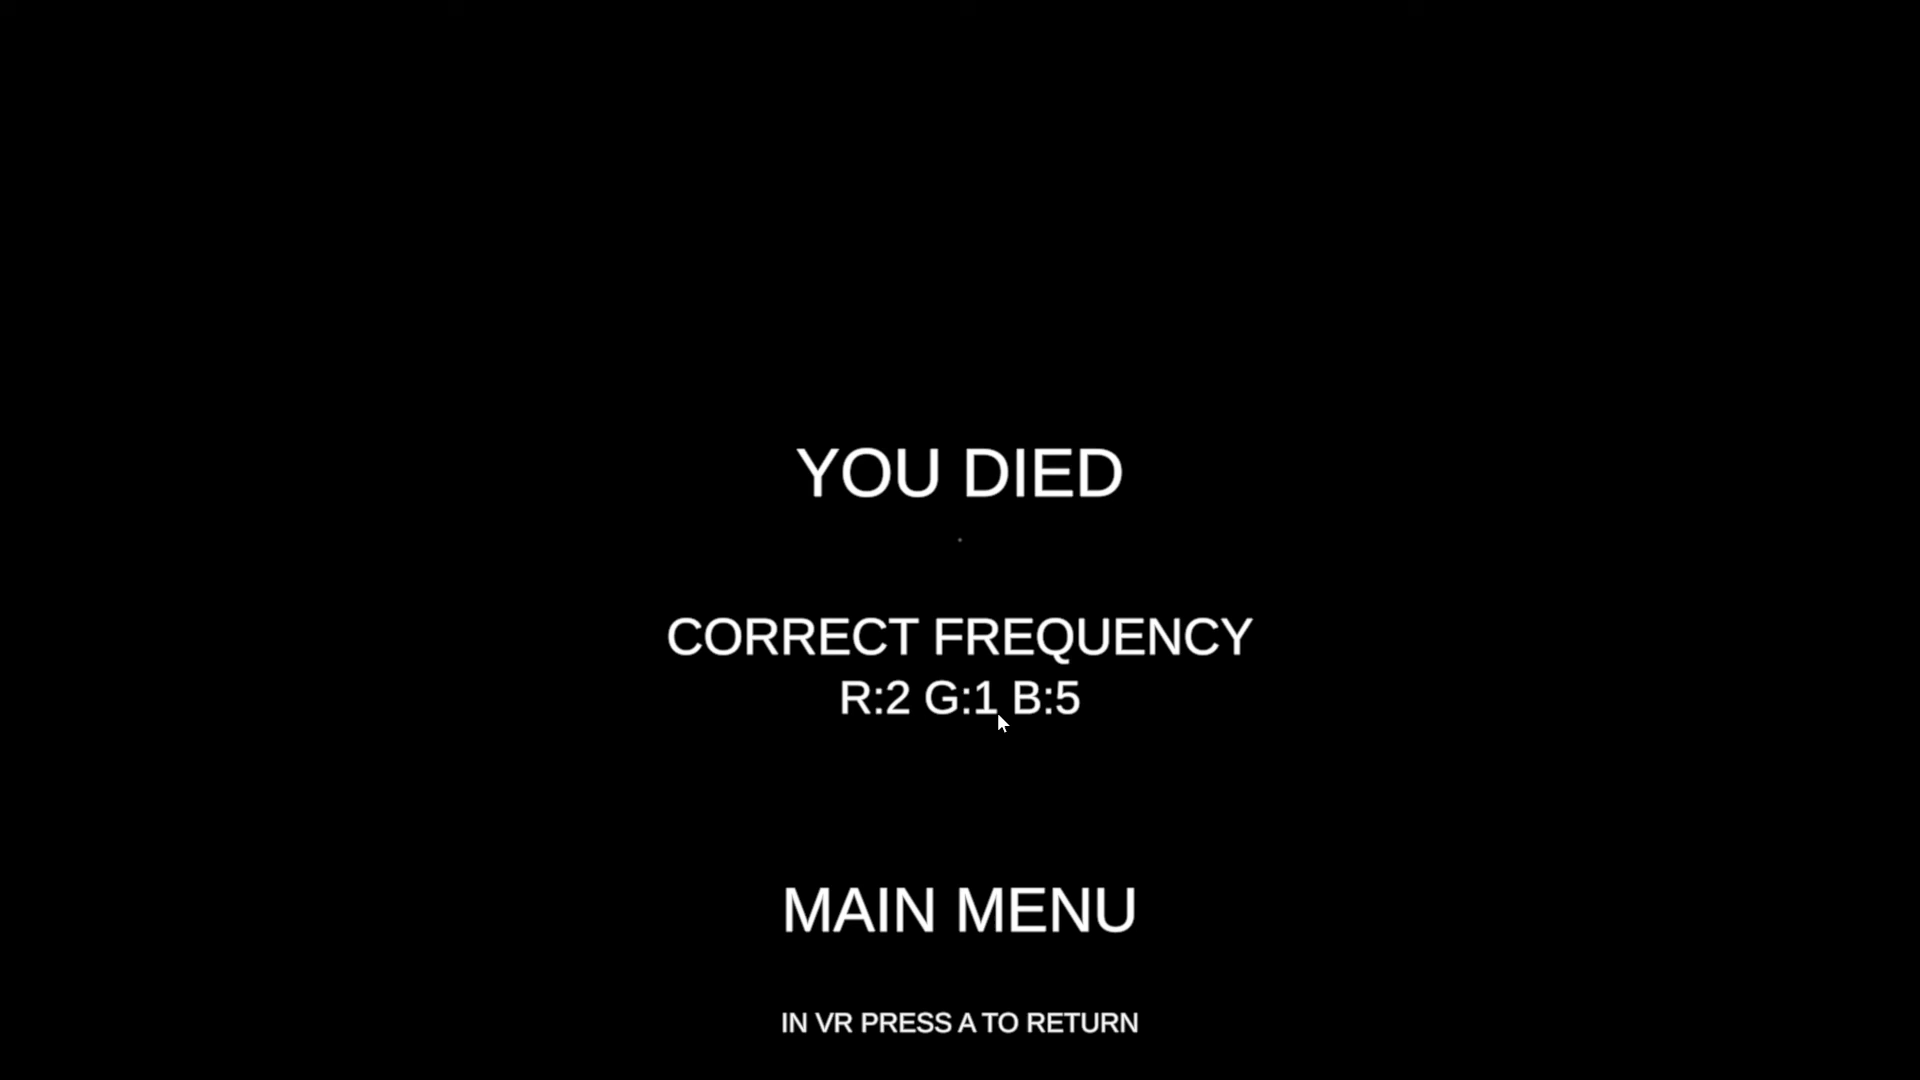 YOU DIED
CORRECT FREQUENCY
R:2 G:1 B:5
MAIN MENU
IN VR PRESS A TO RETURN